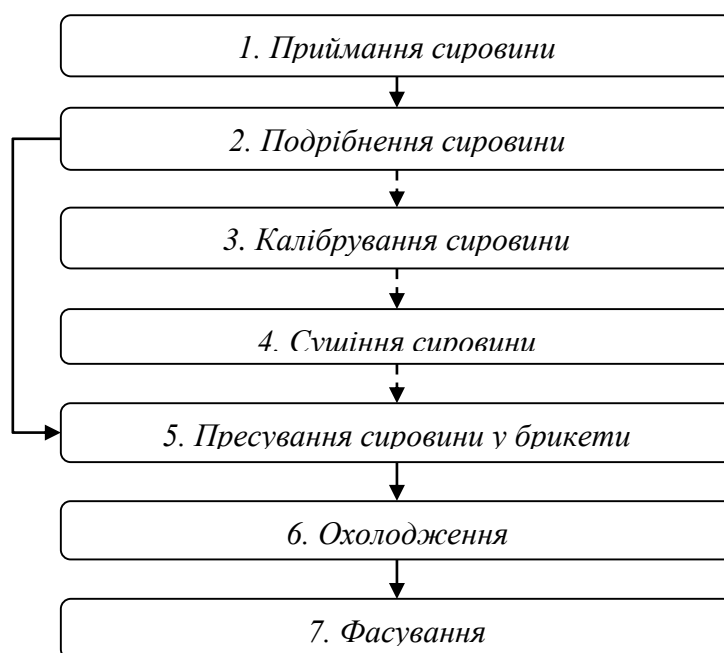 1. Приймання сировини
2. Подрібнення сировини
3. Калібрування сировини
4. Сушіння сировини
5. Пресування сировини у брикети
6. Охолодження
7. Фасування